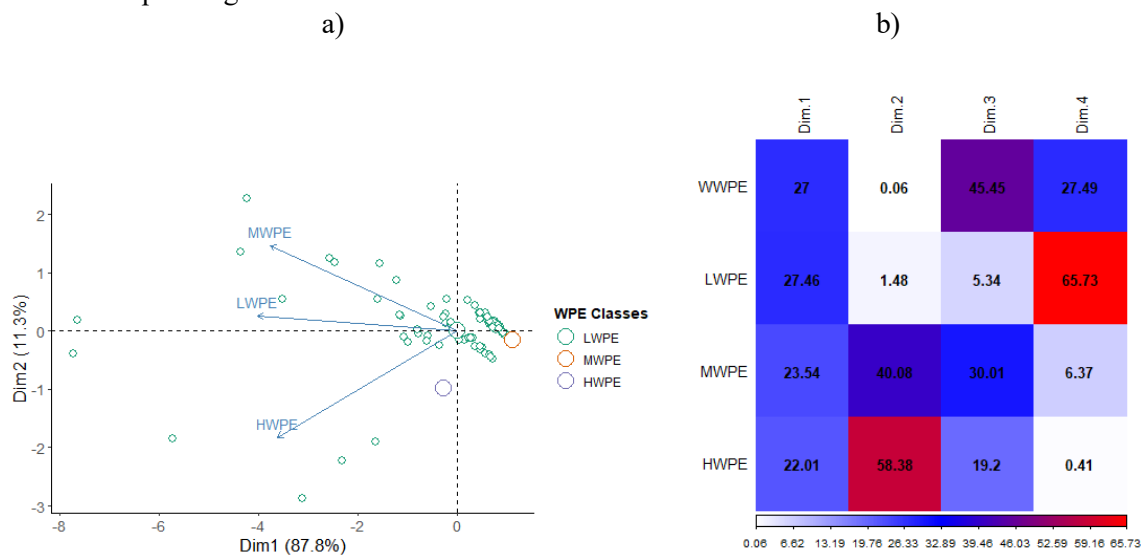 a)
b)
Dim2 (11.3%)
2
1
0
-1
-2
-3
MWPE
LWPE
HWPE
-8
-6
-4
-2
0
Dim1 (87.8%)
WPE Classes
LWPE
MWPE
HWPE
Dim.1 Dim.2 Dim.3 Dim.4
WWPE 27 0.06 45.45 27.49
LWPE 27.46 1.48 5.34 65.73
MWPE 23.54 40.08 30.01 6.37
HWPE 22.01 58.38 19.2 0.41
0.06 6.62 13.19 19.76 26.33 32.89 39.46 46.03 52.59 59.16 65.73